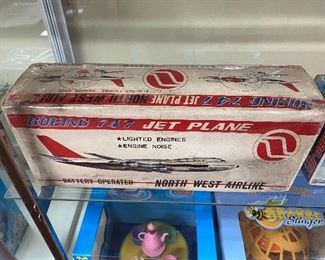 BOEING 747 JET PLANE
NORTH WEST AIRLINE
BOEING 747 JET PLANE
★LIGHTED ENGINES
★ENGINE NOISE
BATTERY OPERATED
NORTH WEST AIRLINE